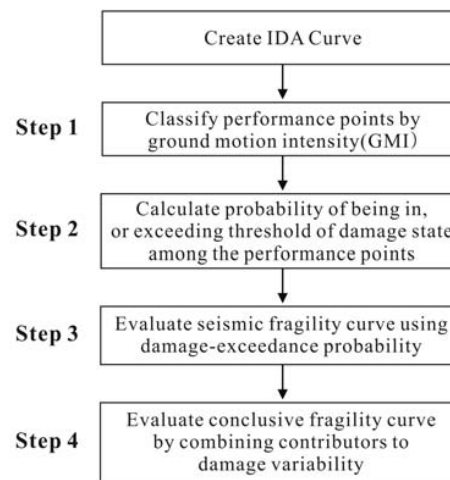 Create IDA Curve
Step 1
Classify performance points by
ground motion intensity(GMI)
Step 2
Calculate probability of being in,
or exceeding threshold of damage state
among the performance points
Step 3
Evaluate seismic fragility curve using
damage-exceedance probability
Step 4
Evaluate conclusive fragility curve
by combining contributors to
damage variability